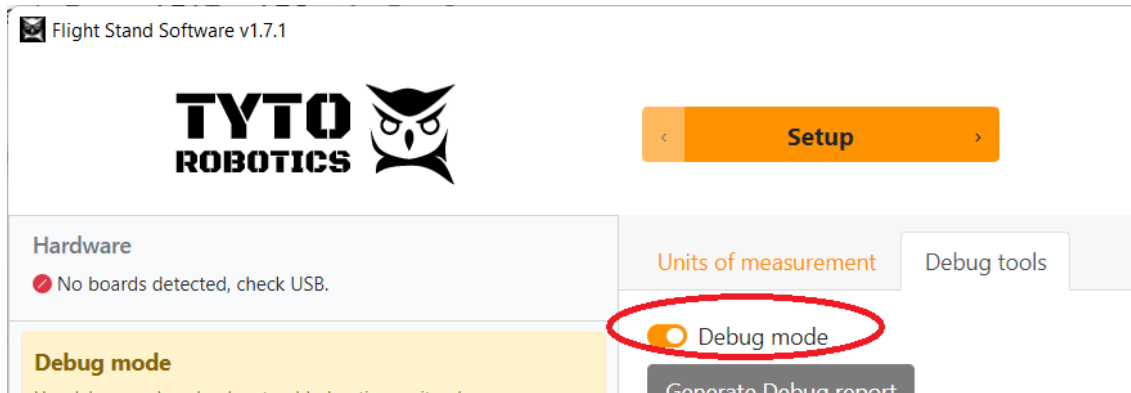 Flight Stand Software v1.7.1
TYTO
ROBOTICS
Setup
Hardware
No boards detected, check USB.
Units of measurement
Debug tools
Debug mode
Debug mode
Generate Debug report